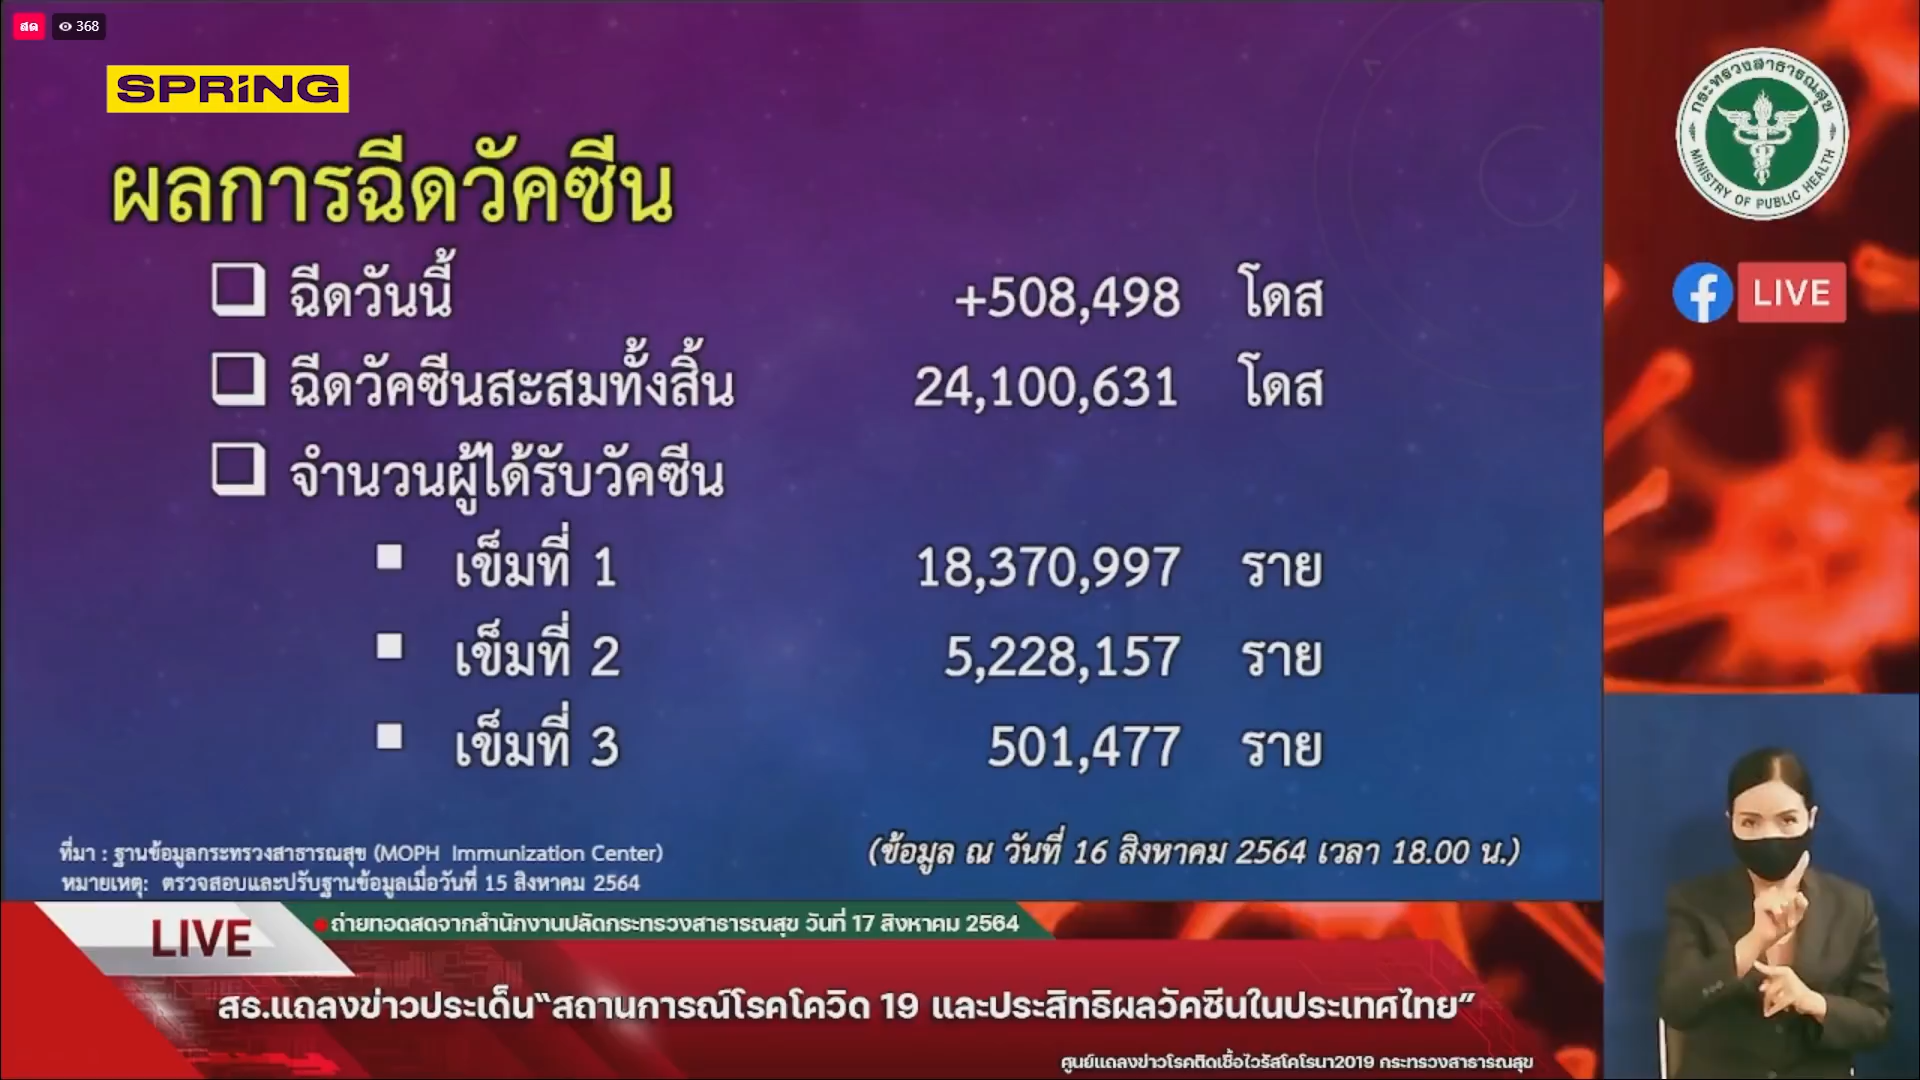 สด 368
SPRiNG
ผลการฉีดวัคซีน
ฉีดวันนี้ +508,498 โดส
ฉีดวัคซีนสะสมทั้งสิ้น 24,100,631 โดส
จำนวนผู้ได้รับวัคซีน
เข็มที่ 1 18,370,997 ราย
เข็มที่ 2 5,228,157 ราย
เข็มที่ 3 501,477 ราย
ที่มา : ฐานข้อมูลกระทรวงสาธารณสุข (MOPH Immunization Center)
หมายเหตุ: ตรวจสอบและปรับฐานข้อมูลเมื่อวันที่ 15 สิงหาคม 2564
(ข้อมูล ณ วันที่ 16 สิงหาคม 2564 เวลา 18.00 น.)
กระทรวงสาธารณสุข
MINISTRY OF PUBLIC HEALTH
f LIVE
LIVE
ถ่ายทอดสดจากสำนักงานปลัดกระทรวงสาธารณสุข วันที่ 17 สิงหาคม 2564
สธ.แถลงข่าวประเด็น“สถานการณ์โรคโควิด 19 และประสิทธิผลวัคซีนในประเทศไทย”
ศูนย์แถลงข่าวโรคติดเชื้อไวรัสโคโรนา2019 กระทรวงสาธารณสุข